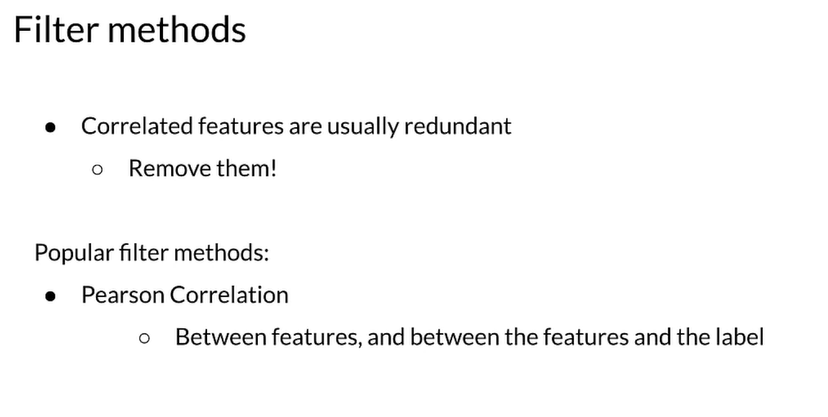 Filter methods
● Correlated features are usually redundant
○ Remove them!
Popular filter methods:
● Pearson Correlation
○ Between features, and between the features and the label